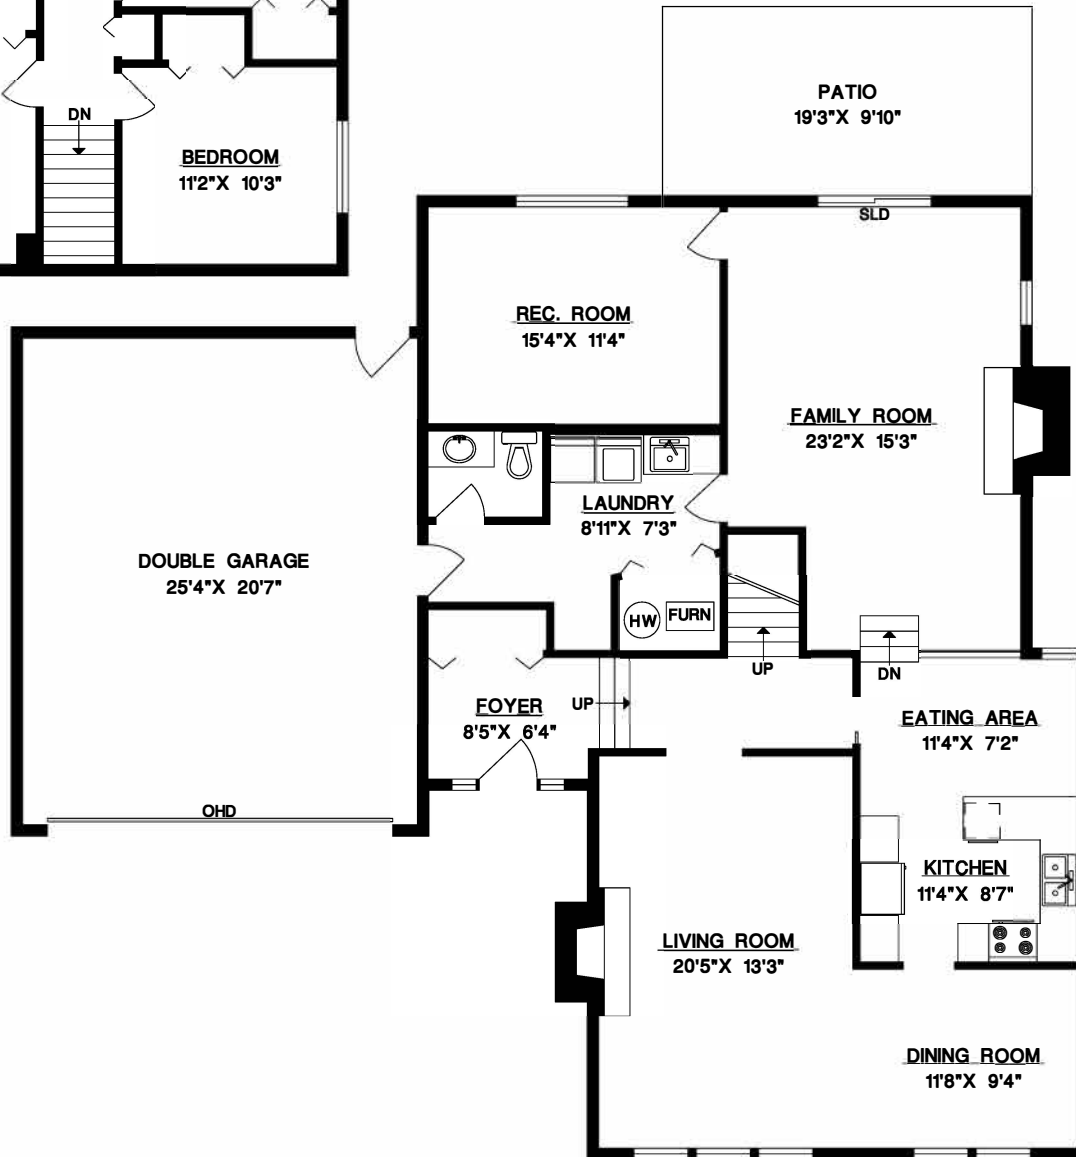 DN
BEDROOM
11'2"X 10'3"
PATIO
19'3"X 9'10"
SLD
REC. ROOM
15'4"X 11'4"
FAMILY ROOM
23'2"X 15'3"
LAUNDRY
8'11"X 7'3"
DOUBLE GARAGE
25'4"X 20'7"
HW
FURN
UP
DN
FOYER
8'5"X 6'4"
UP
EATING AREA
11'4"X 7'2"
OHD
KITCHEN
11'4"X 8'7"
LIVING ROOM
20'5"X 13'3"
DINING ROOM
11'8"X 9'4"